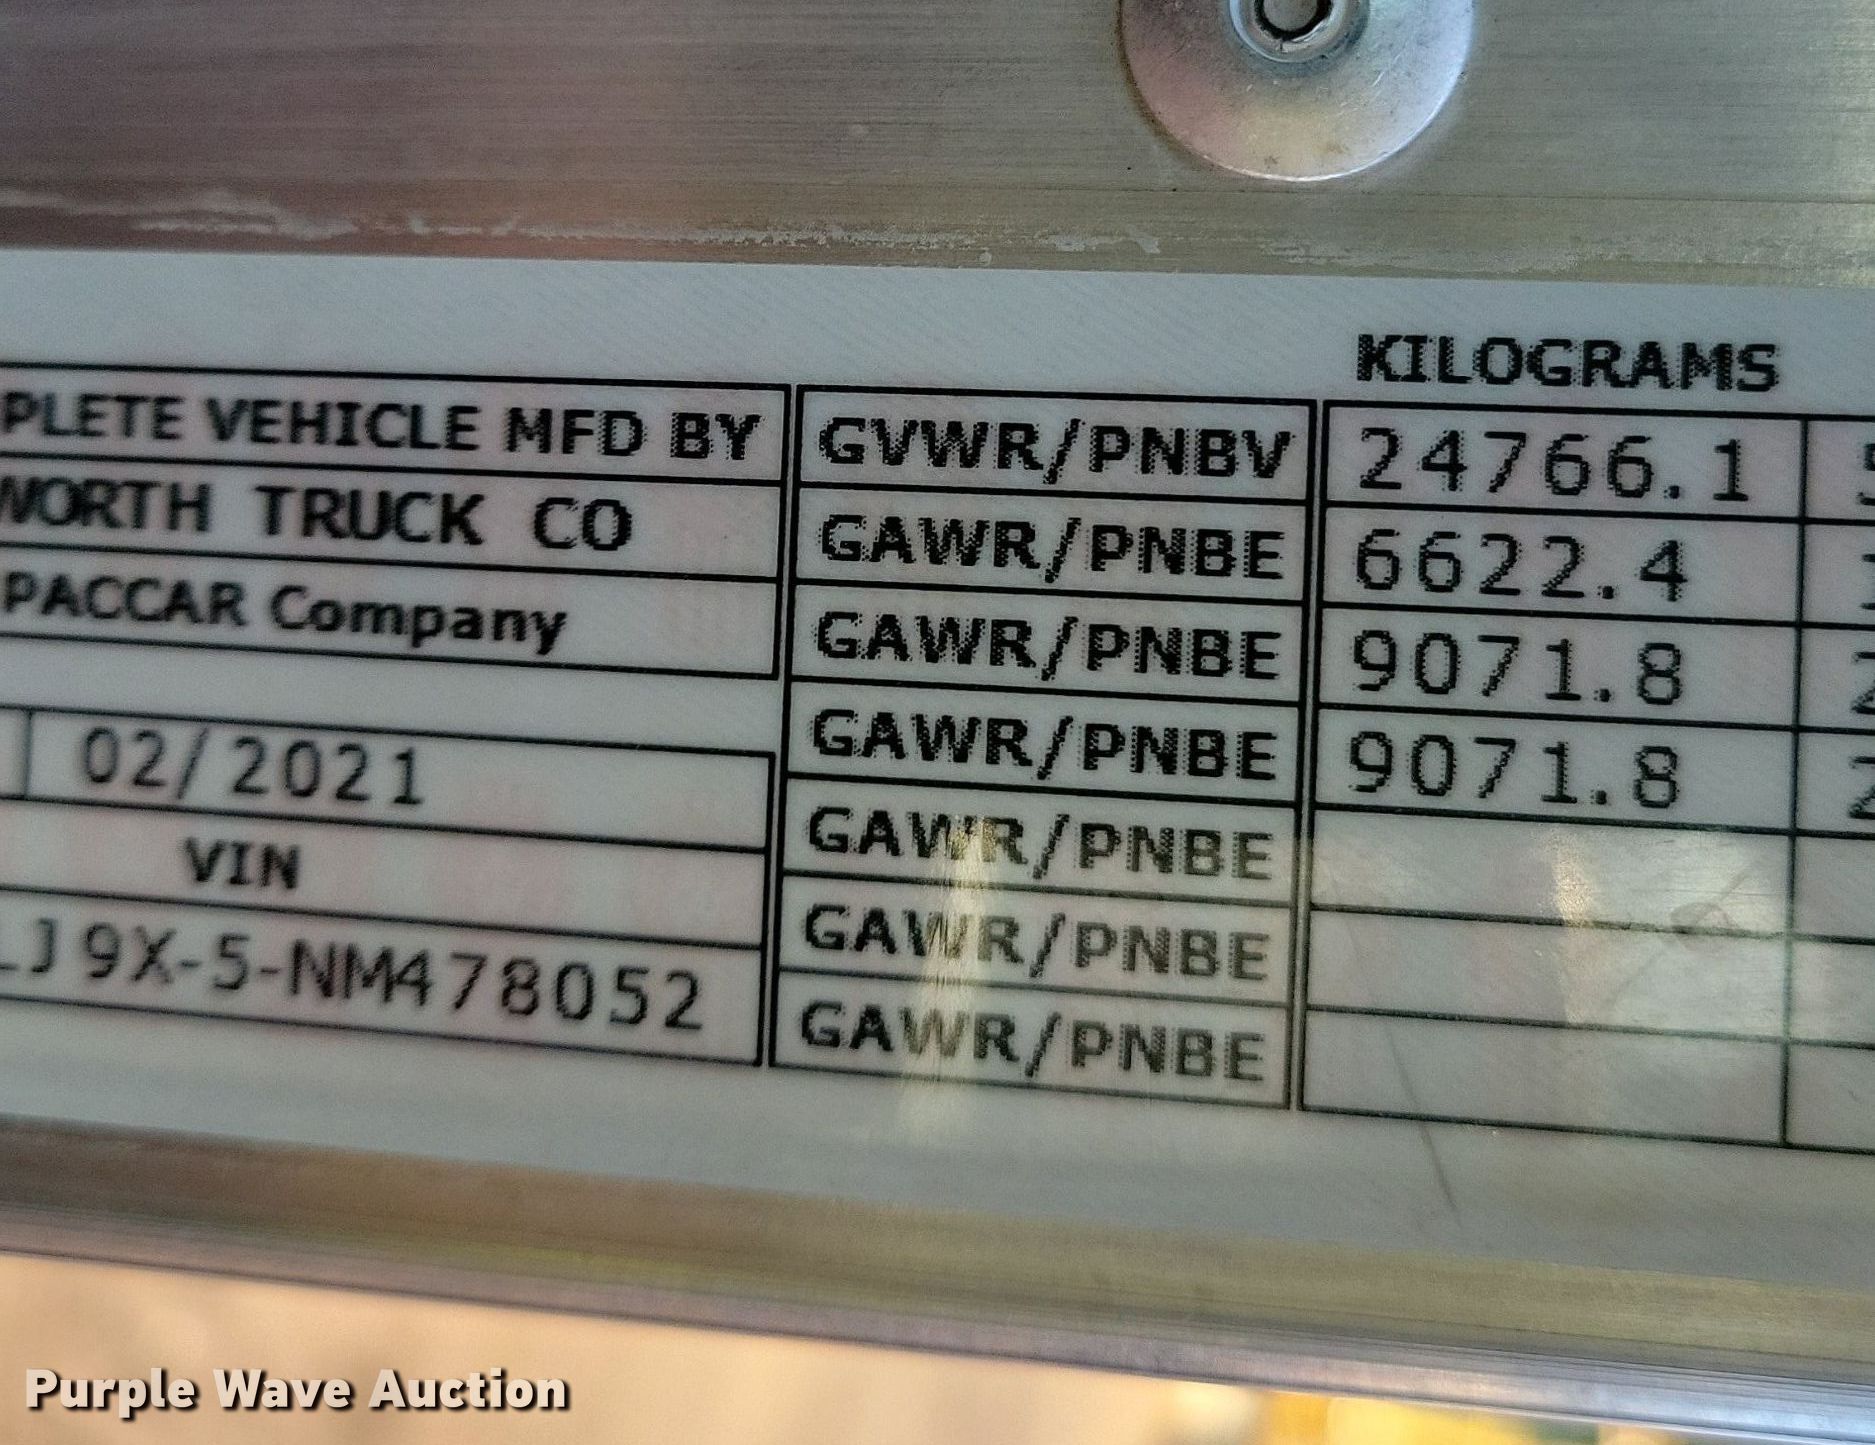 KILOGRAMS
PLETE VEHICLE MFD BY GVWR/PNBV 24766.1
WORTH TRUCK CO GAWR/PNBE 6622.4
PACCAR Company GAWR/PNBE 9071.8
02/2021 GAWR/PNBE 9071.8
VIN GAWR/PNBE
LJ9X-5-NM478052 GAWR/PNBE
GAWR/PNBE
Purple Wave Auction